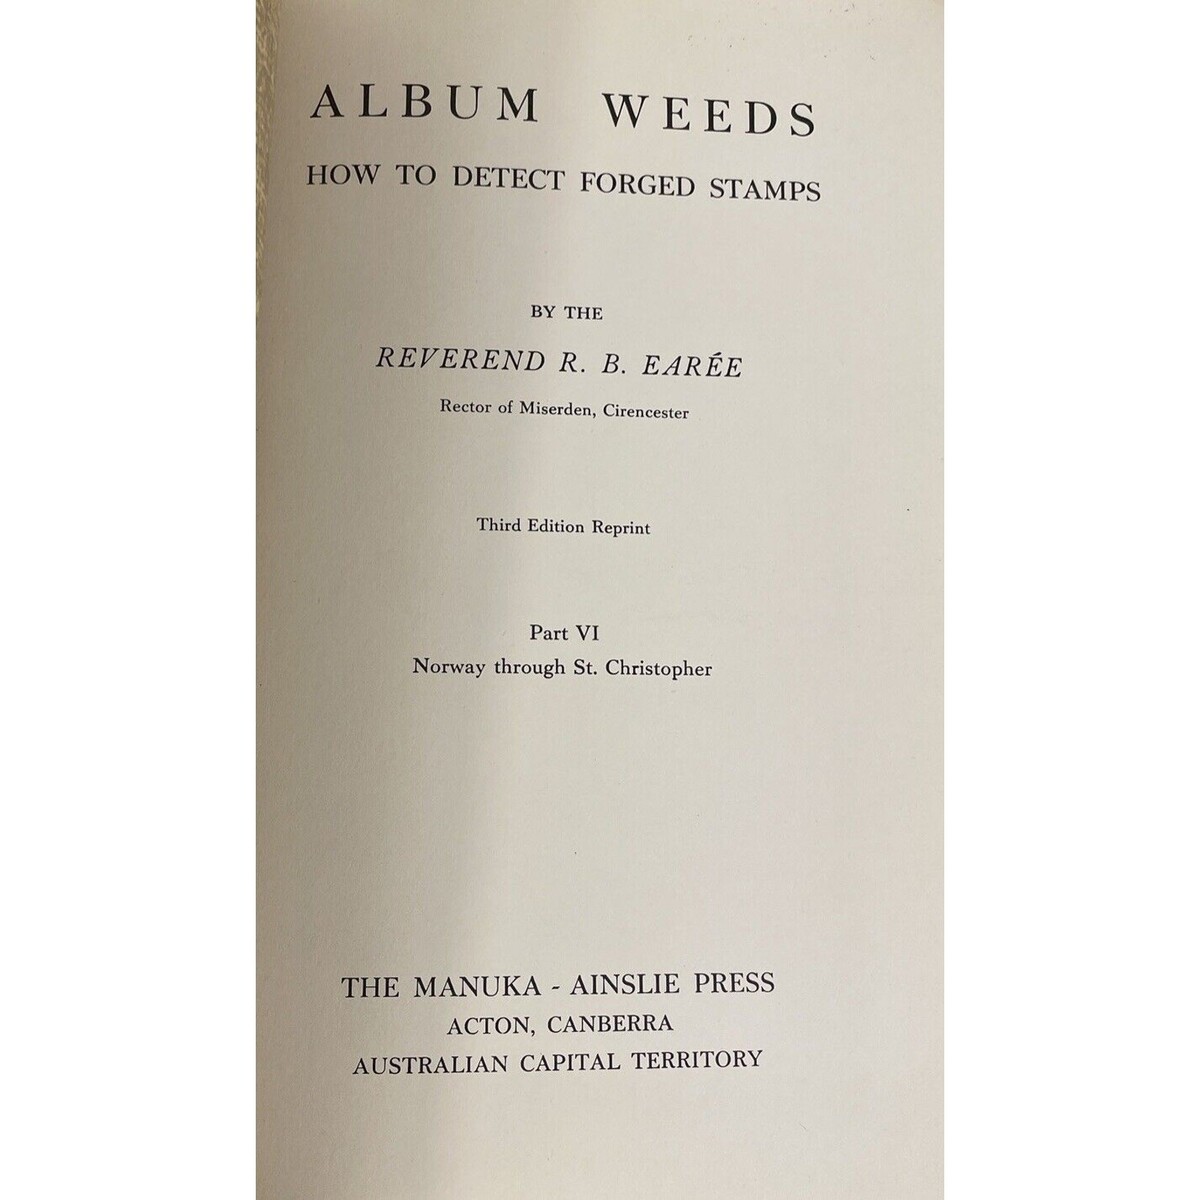 ALBUM WEEDS
HOW TO DETECT FORGED STAMPS
BY THE
REVEREND R. B. EARÉE
Rector of Miserden, Cirencester
Third Edition Reprint
Part VI
Norway through St. Christopher
THE MANUKA - AINSLIE PRESS
ACTON, CANBERRA
AUSTRALIAN CAPITAL TERRITORY